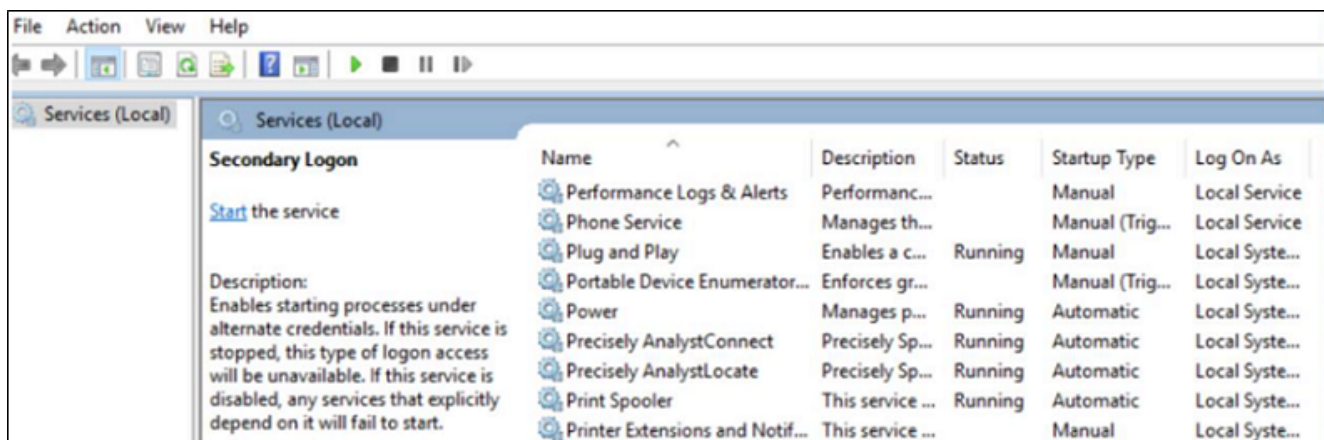 File Action View Help
Services (Local)
Services (Local)
Secondary Logon
Start the service
Description:
Enables starting processes under
alternate credentials. If this service is
stopped, this type of logon access
will be unavailable. If this service is
disabled, any services that explicitly
depend on it will fail to start.
Name Description Status Startup Type Log On As
Performance Logs & Alerts Performanc... Manual Local Service
Phone Service Manages th... Manual (Trig... Local Service
Plug and Play Enables a c... Running Manual Local Syste...
Portable Device Enumerator... Enforces gr... Manual (Trig... Local Syste...
Power Manages p... Running Automatic Local Syste...
Precisely AnalystConnect Precisely Sp... Running Automatic Local Syste...
Precisely AnalystLocate Precisely Sp... Running Automatic Local Syste...
Print Spooler This service ... Running Automatic Local Syste...
Printer Extensions and Notif... This service ... Manual Local Syste...